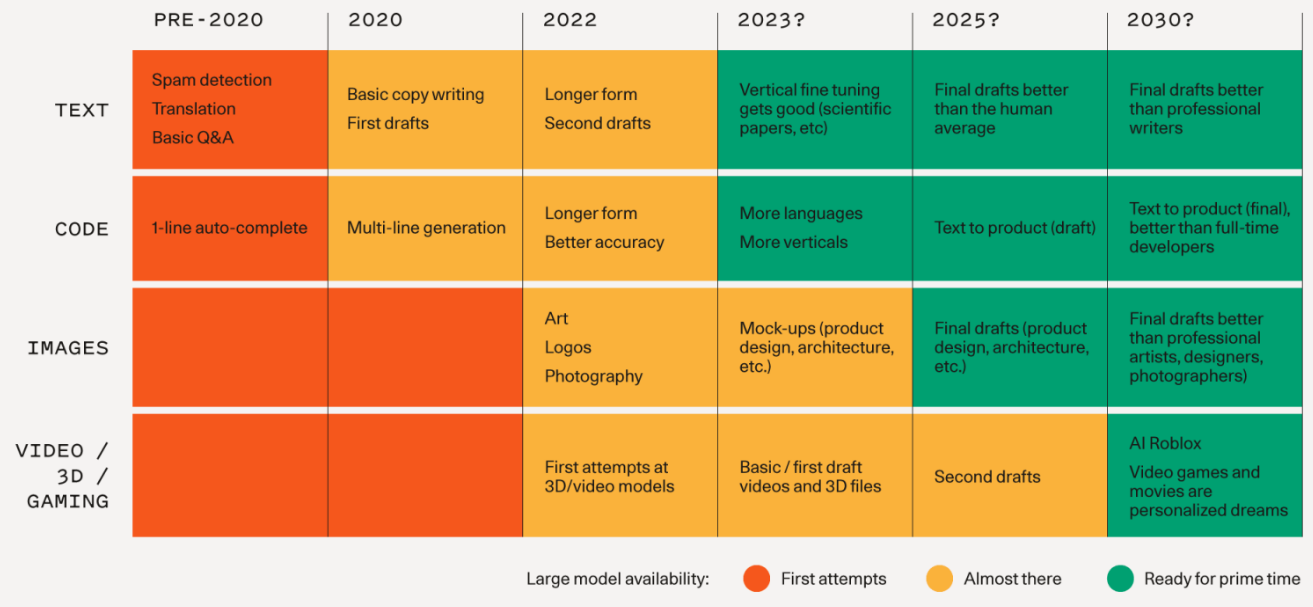 PRE-2020
2020
2022
2023?
2025?
2030?
TEXT
Spam detection
Translation
Basic Q&A
Basic copy writing
First drafts
Longer form
Second drafts
Vertical fine tuning
gets good (scientific
papers, etc)
Final drafts better
than the human
average
Final drafts better
than professional
writers
CODE
1-line auto-complete
Multi-line generation
Longer form
Better accuracy
More languages
More verticals
Text to product (draft)
Text to product (final),
better than full-time
developers
IMAGES
Art
Logos
Photography
Mock-ups (product
design, architecture,
etc.)
Final drafts (product
design, architecture,
etc.)
Final drafts better
than professional
artists, designers,
photographers)
VIDEO /
3D /
GAMING
First attempts at
3D/video models
Basic / first draft
videos and 3D files
Second drafts
AI Roblox
Video games and
movies are
personalized dreams
Large model availability:
First attempts
Almost there
Ready for prime time